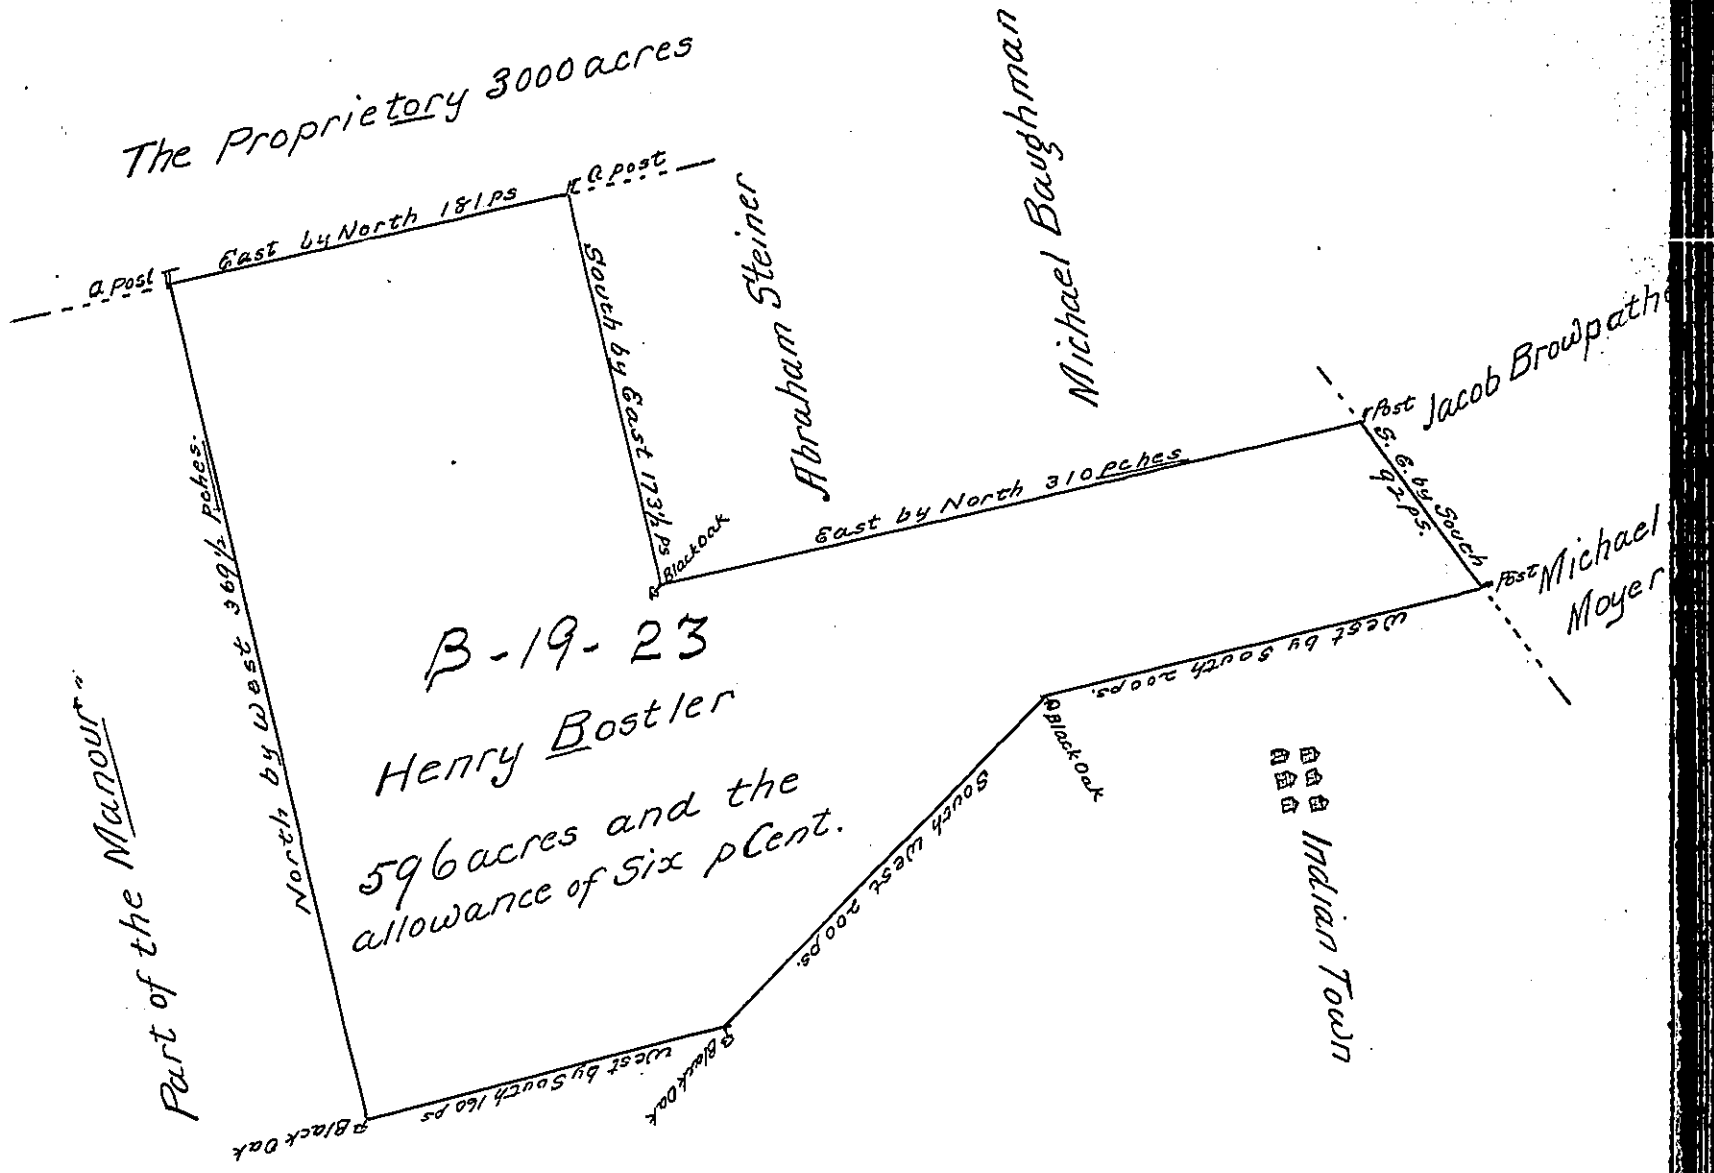 The Proprietory 3000 acres
a Post
East by North 181 ps
a Post
South by East 173½ ps
Black Oak
Abraham Steiner
Michael Baughman
East by North 310 pches
Post
Jacob Browpathe
S. E. by South
92 ps.
Post
Michael
Moyer
West by South 200 ps.
Black Oak
South West 200 ps.
Black Oak
West by South 160 ps
Black Oak
North by West 369½ Pches.
Part of the Manour"
B-19-23
Henry Bostler
596 acres and the
allowance of Six p Cent.
Indian Town